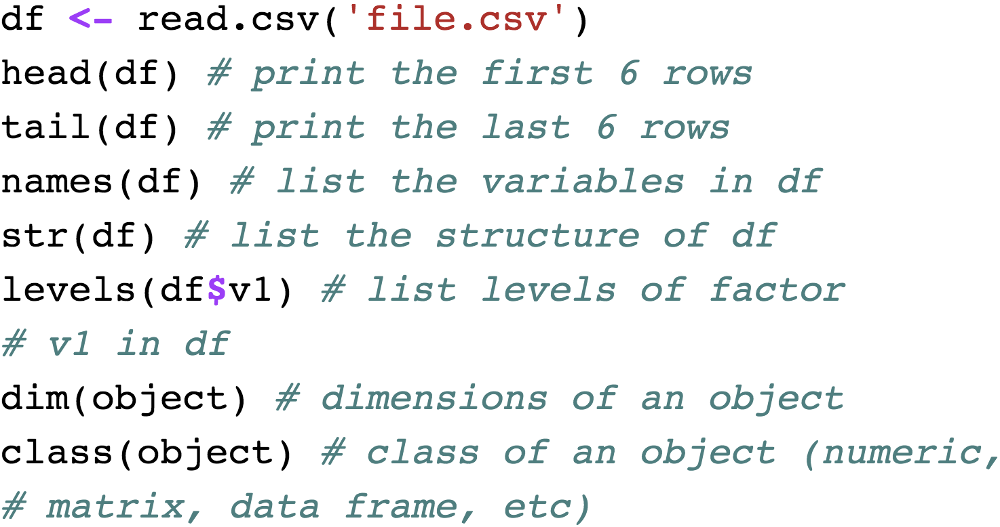 df <- read.csv('file.csv')
head(df) # print the first 6 rows
tail(df) # print the last 6 rows
names(df) # list the variables in df
str(df) # list the structure of df
levels(df$v1) # list levels of factor
# v1 in df
dim(object) # dimensions of an object
class(object) # class of an object (numeric,
# matrix, data frame, etc)